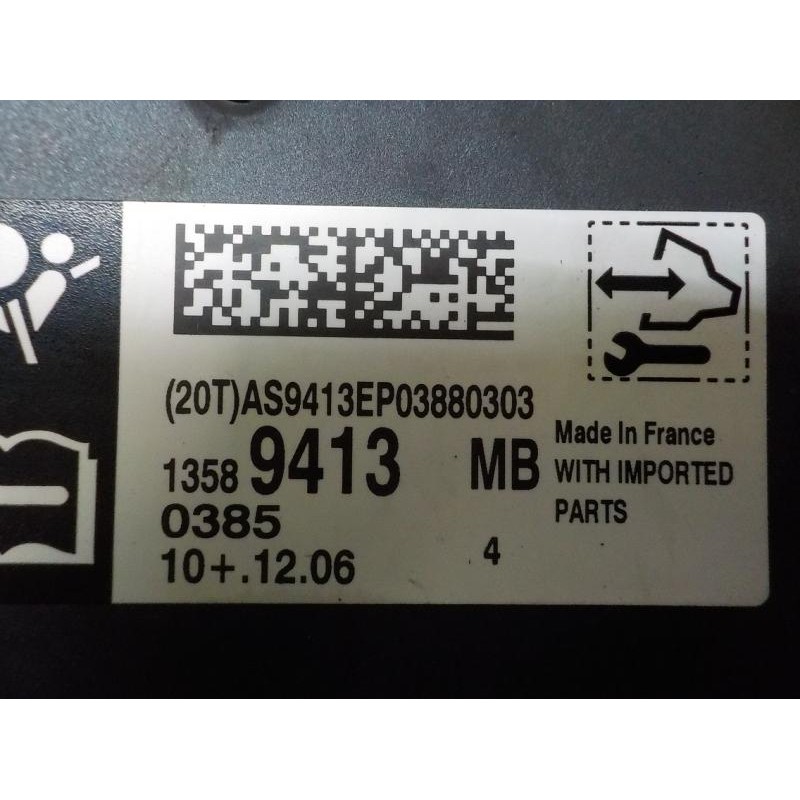 (20T)AS9413EP03880303
1358 9413 MB
0385
10+.12.06
4
Made In France
WITH IMPORTED
PARTS